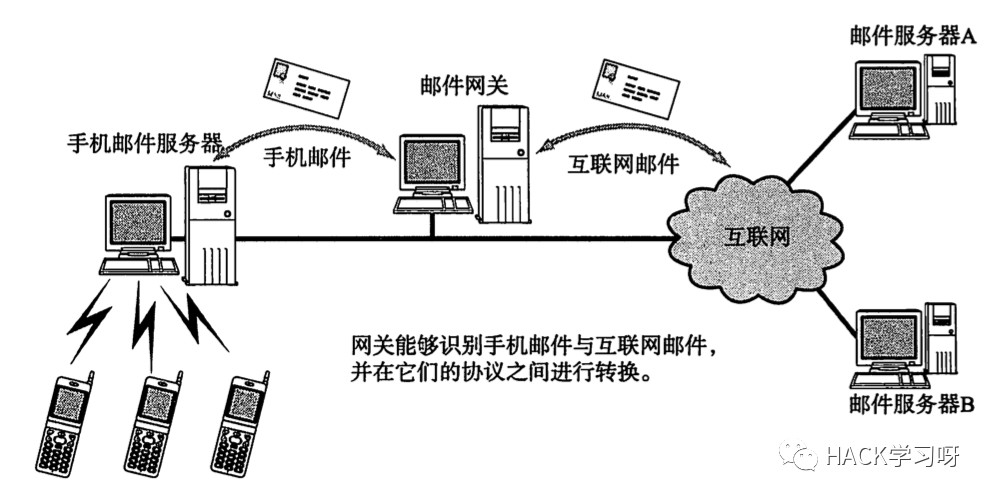 邮件服务器A
邮件网关
手机邮件服务器
手机邮件
互联网邮件
互联网
网关能够识别手机邮件与互联网邮件，
并在它们的协议之间进行转换。
邮件服务器B
HACK学习呀